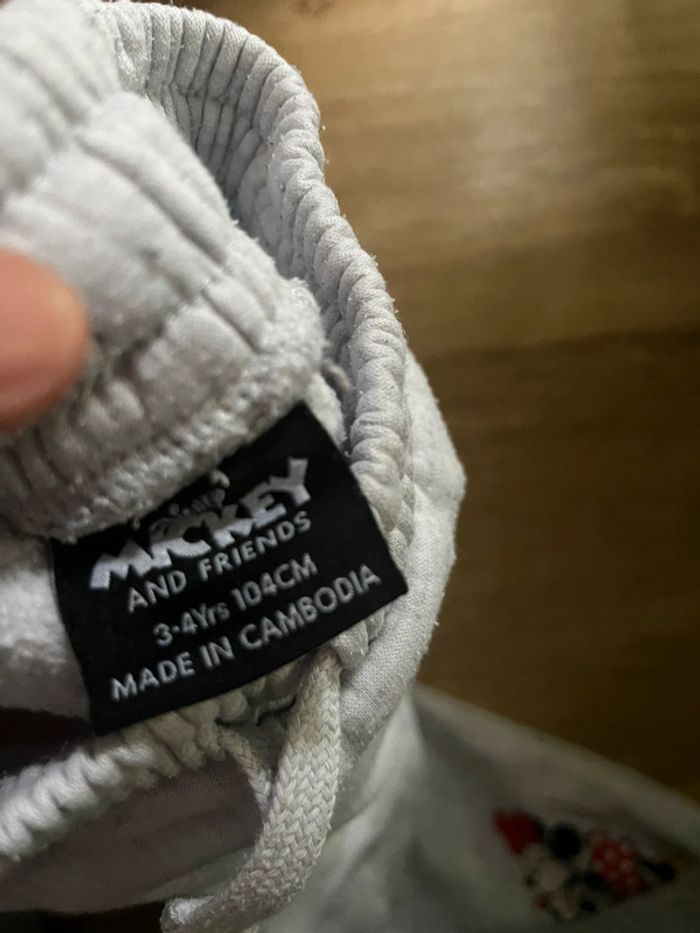 MICKEY
AND FRIENDS
3-4Yrs 104CM
MADE IN CAMBODIA